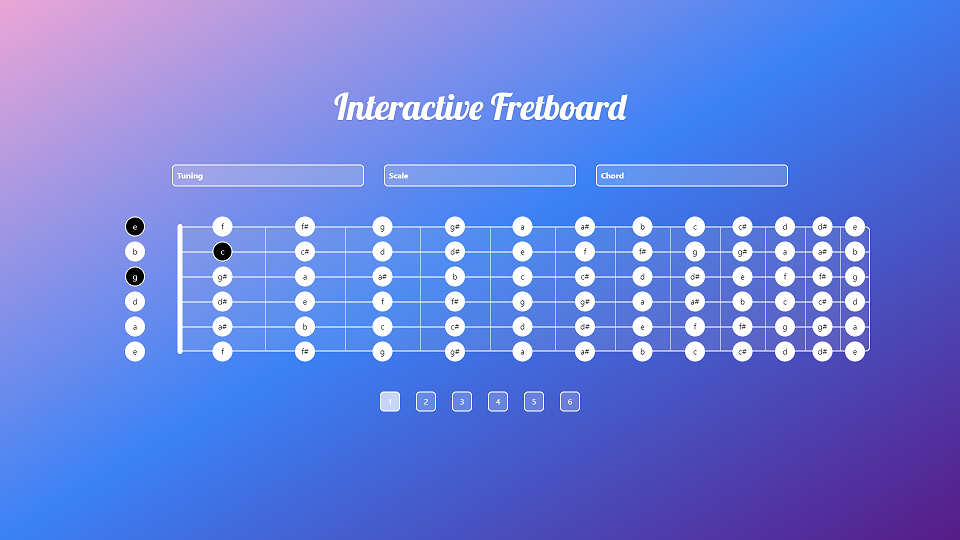 Interactive Fretboard
Tuning Scale Chord
e f f# g g# a a# b c c# d d# e
b c c# d d# e f f# g g# a a# b
g g# a a# b c c# d d# e f f# g
d d# e f f# g g# a a# b c c# d
a a# b c c# d d# e f f# g g# a
e f f# g g# a a# b c c# d d# e
1 2 3 4 5 6